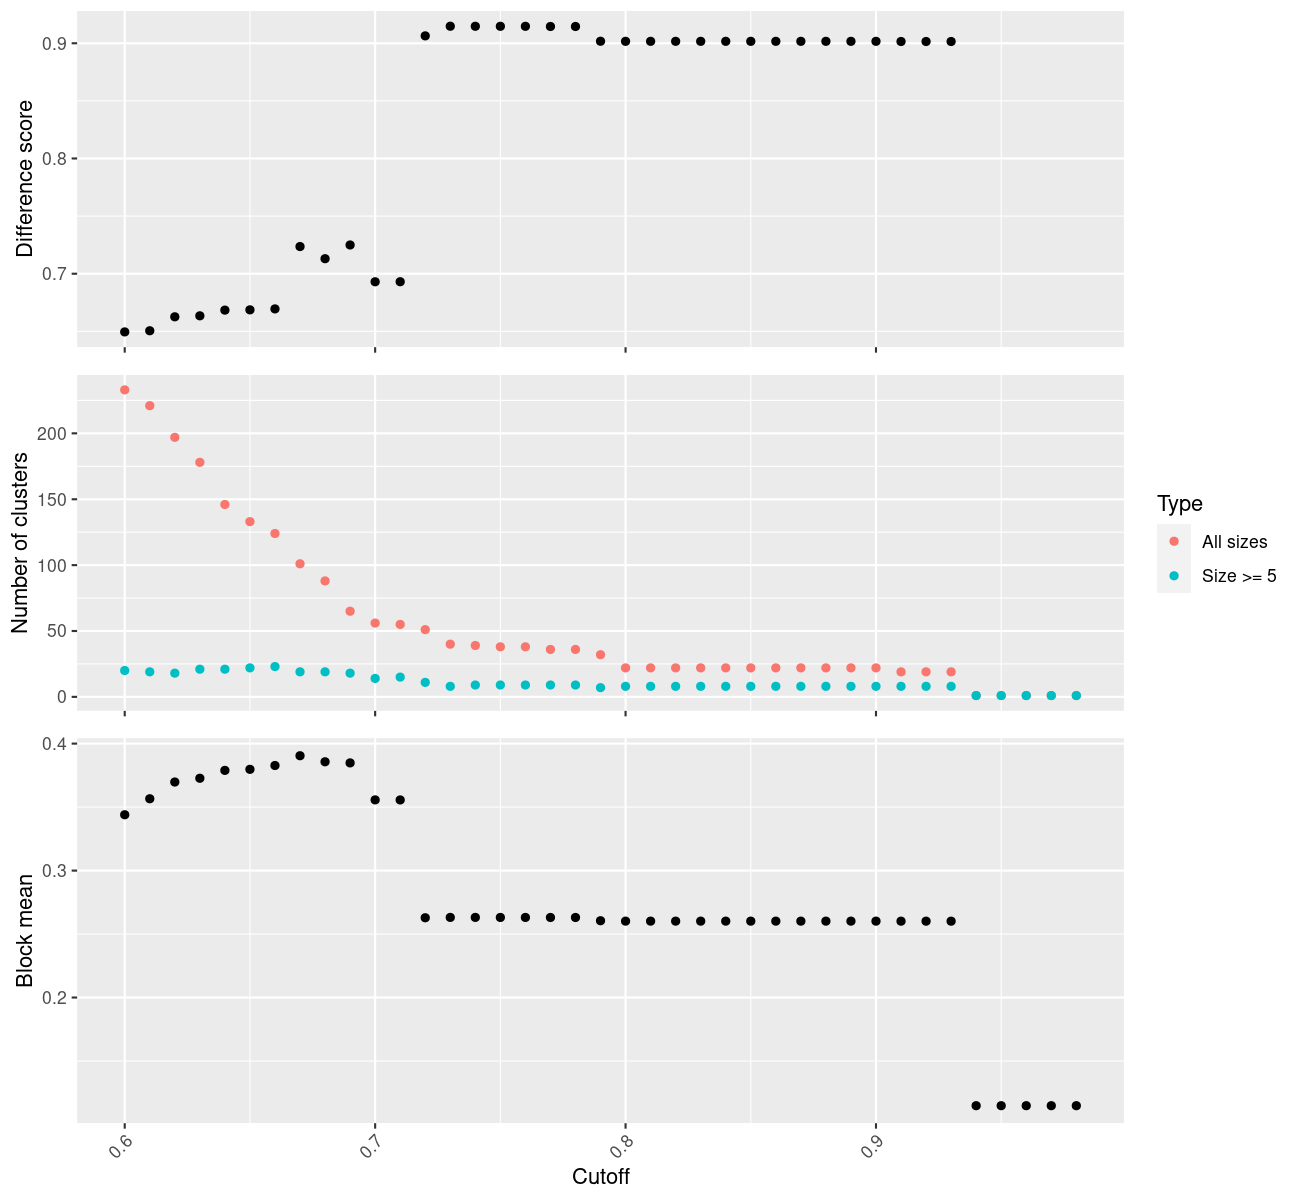 Difference score
0.9
0.8
0.7
Number of clusters
200
150
100
50
0
Type
All sizes
Size >= 5
Block mean
0.4
0.3
0.2
0.6
0.7
0.8
0.9
Cutoff